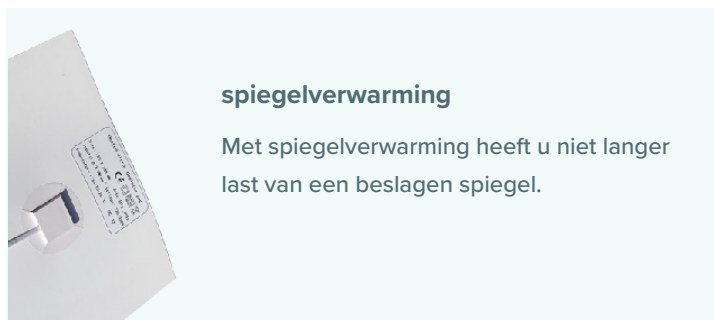 spiegelverwarming
Met spiegelverwarming heeft u niet langer
last van een beslagen spiegel.